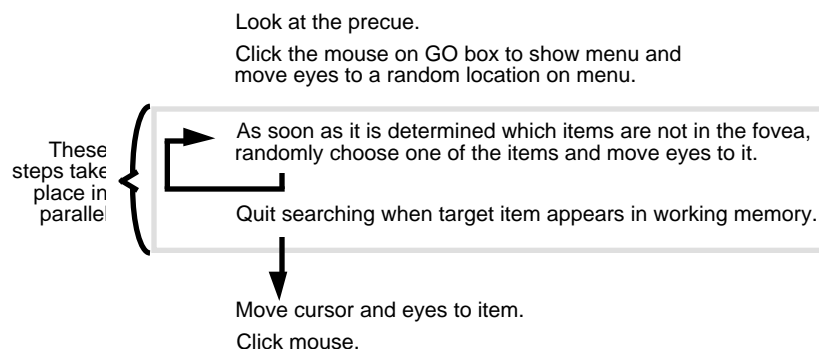 Look at the precue.
Click the mouse on GO box to show menu and
move eyes to a random location on menu.
These
steps take
place in
parallel
As soon as it is determined which items are not in the fovea,
randomly choose one of the items and move eyes to it.
Quit searching when target item appears in working memory.
Move cursor and eyes to item.
Click mouse.